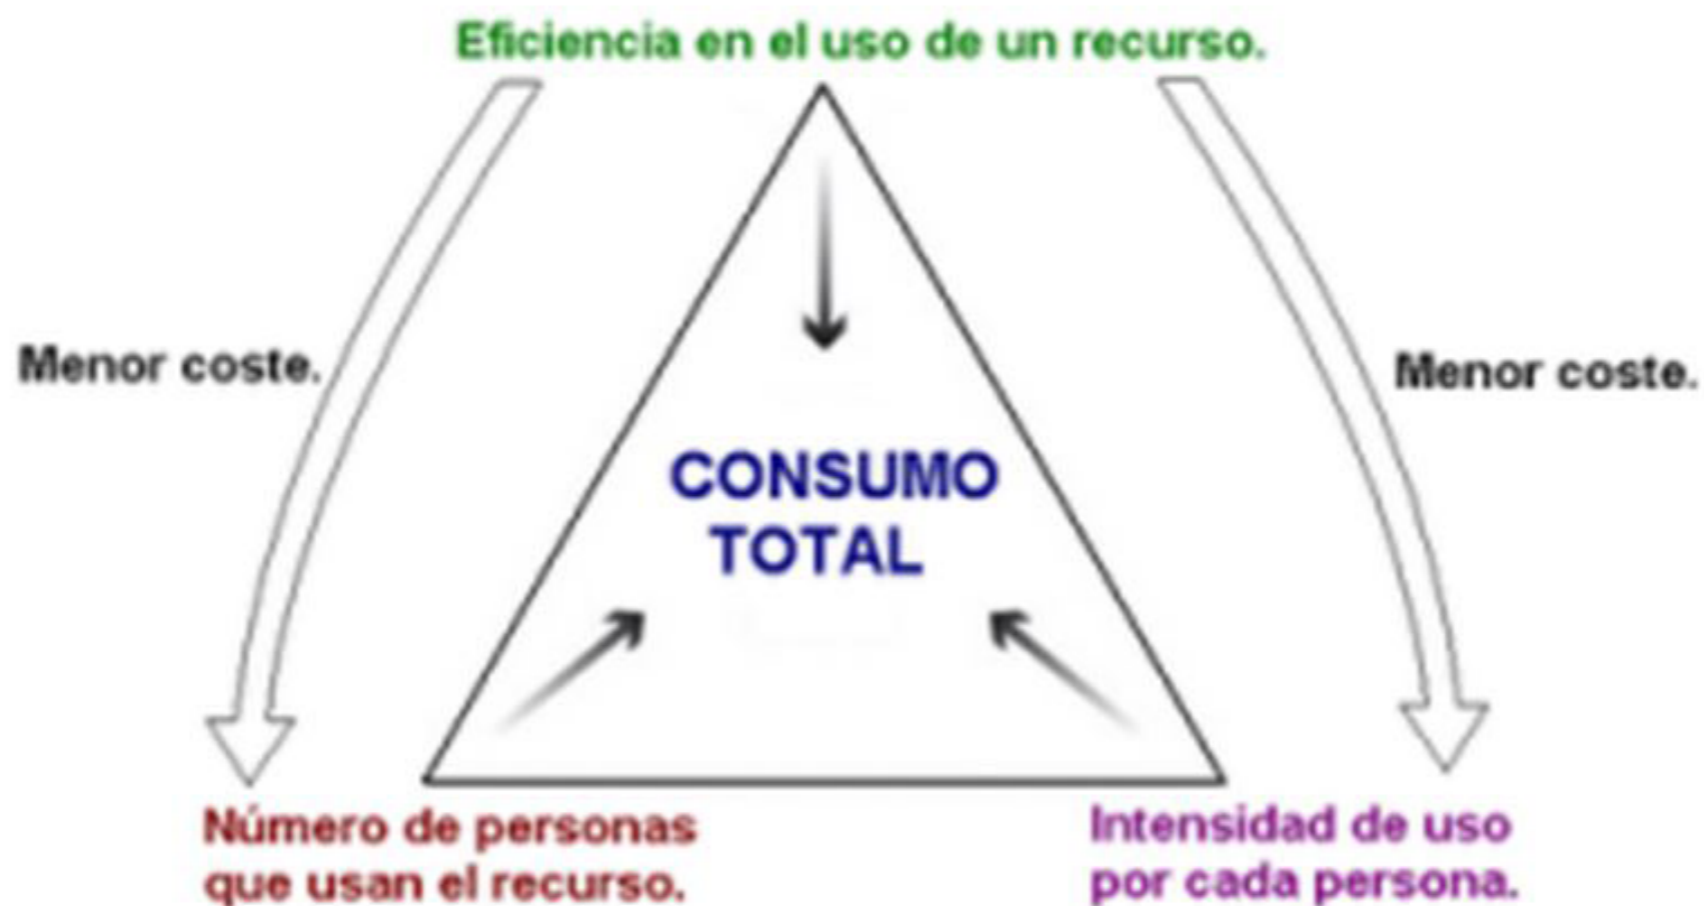 Eficiencia en el uso de un recurso.
Menor coste.
Menor coste.
CONSUMO
TOTAL
Número de personas
que usan el recurso.
Intensidad de uso
por cada persona.